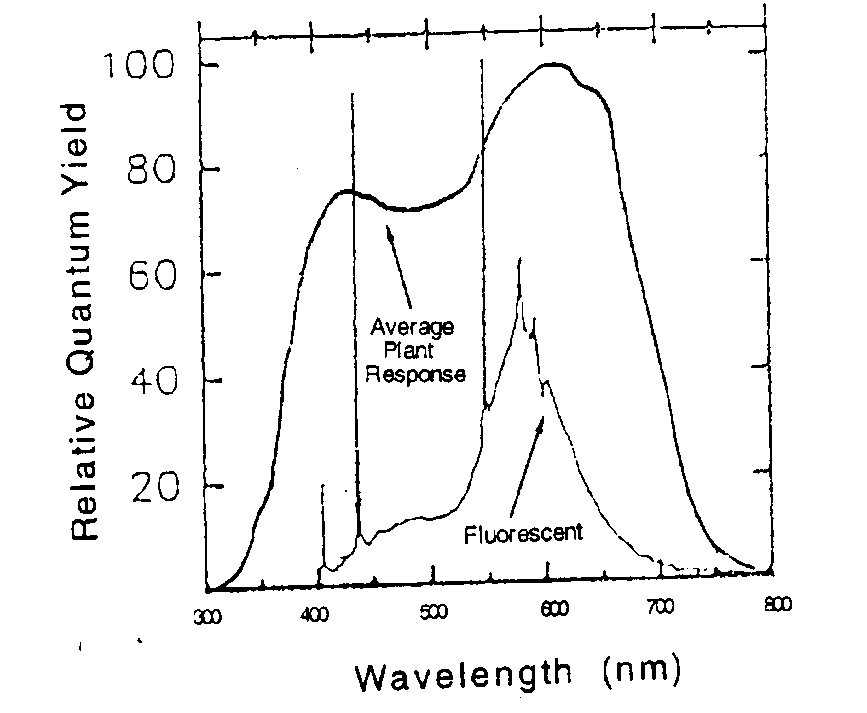 100
80
60
40
20
Relative Quantum Yield
Average
Plant
Response
Fluorescent
300 400 500 600 700 800
Wavelength (nm)